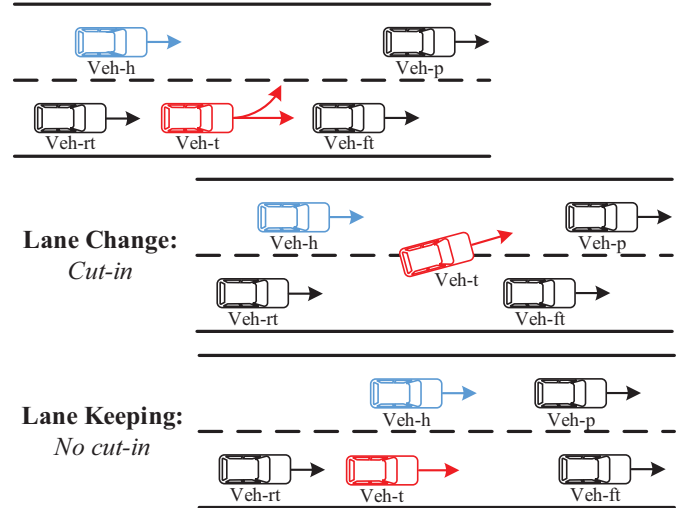 Veh-h
Veh-p
Veh-rt
Veh-t
Veh-ft
Lane Change:
Cut-in
Veh-h
Veh-p
Veh-t
Veh-rt
Veh-ft
Lane Keeping:
No cut-in
Veh-h
Veh-p
Veh-rt
Veh-t
Veh-ft